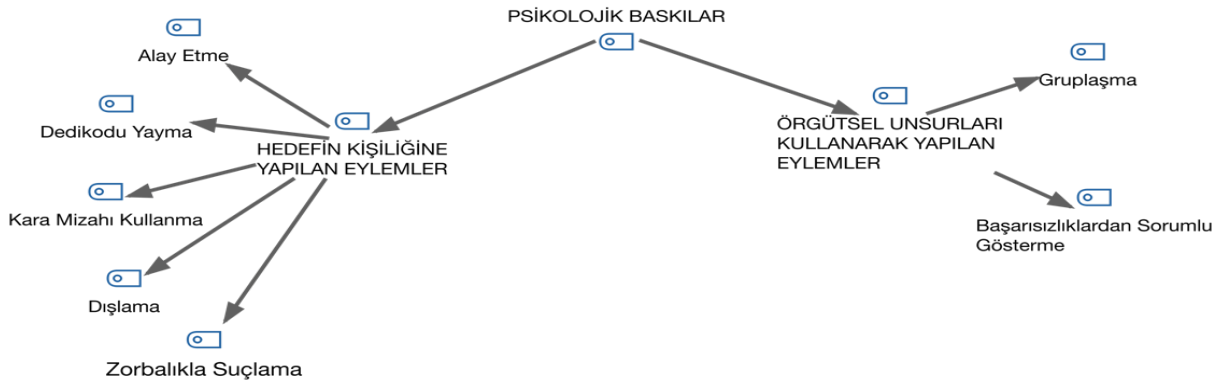 PSİKOLOJİK BASKILAR
Alay Etme
Dedikodu Yayma
HEDEFİN KİŞİLİĞİNE
YAPILAN EYLEMLER
Kara Mizahı Kullanma
Dışlama
Zorbalıkla Suçlama
Gruplaşma
ÖRGÜTSEL UNSURLARI
KULLANARAK YAPILAN
EYLEMLER
Başarısızlıklardan Sorumlu
Gösterme